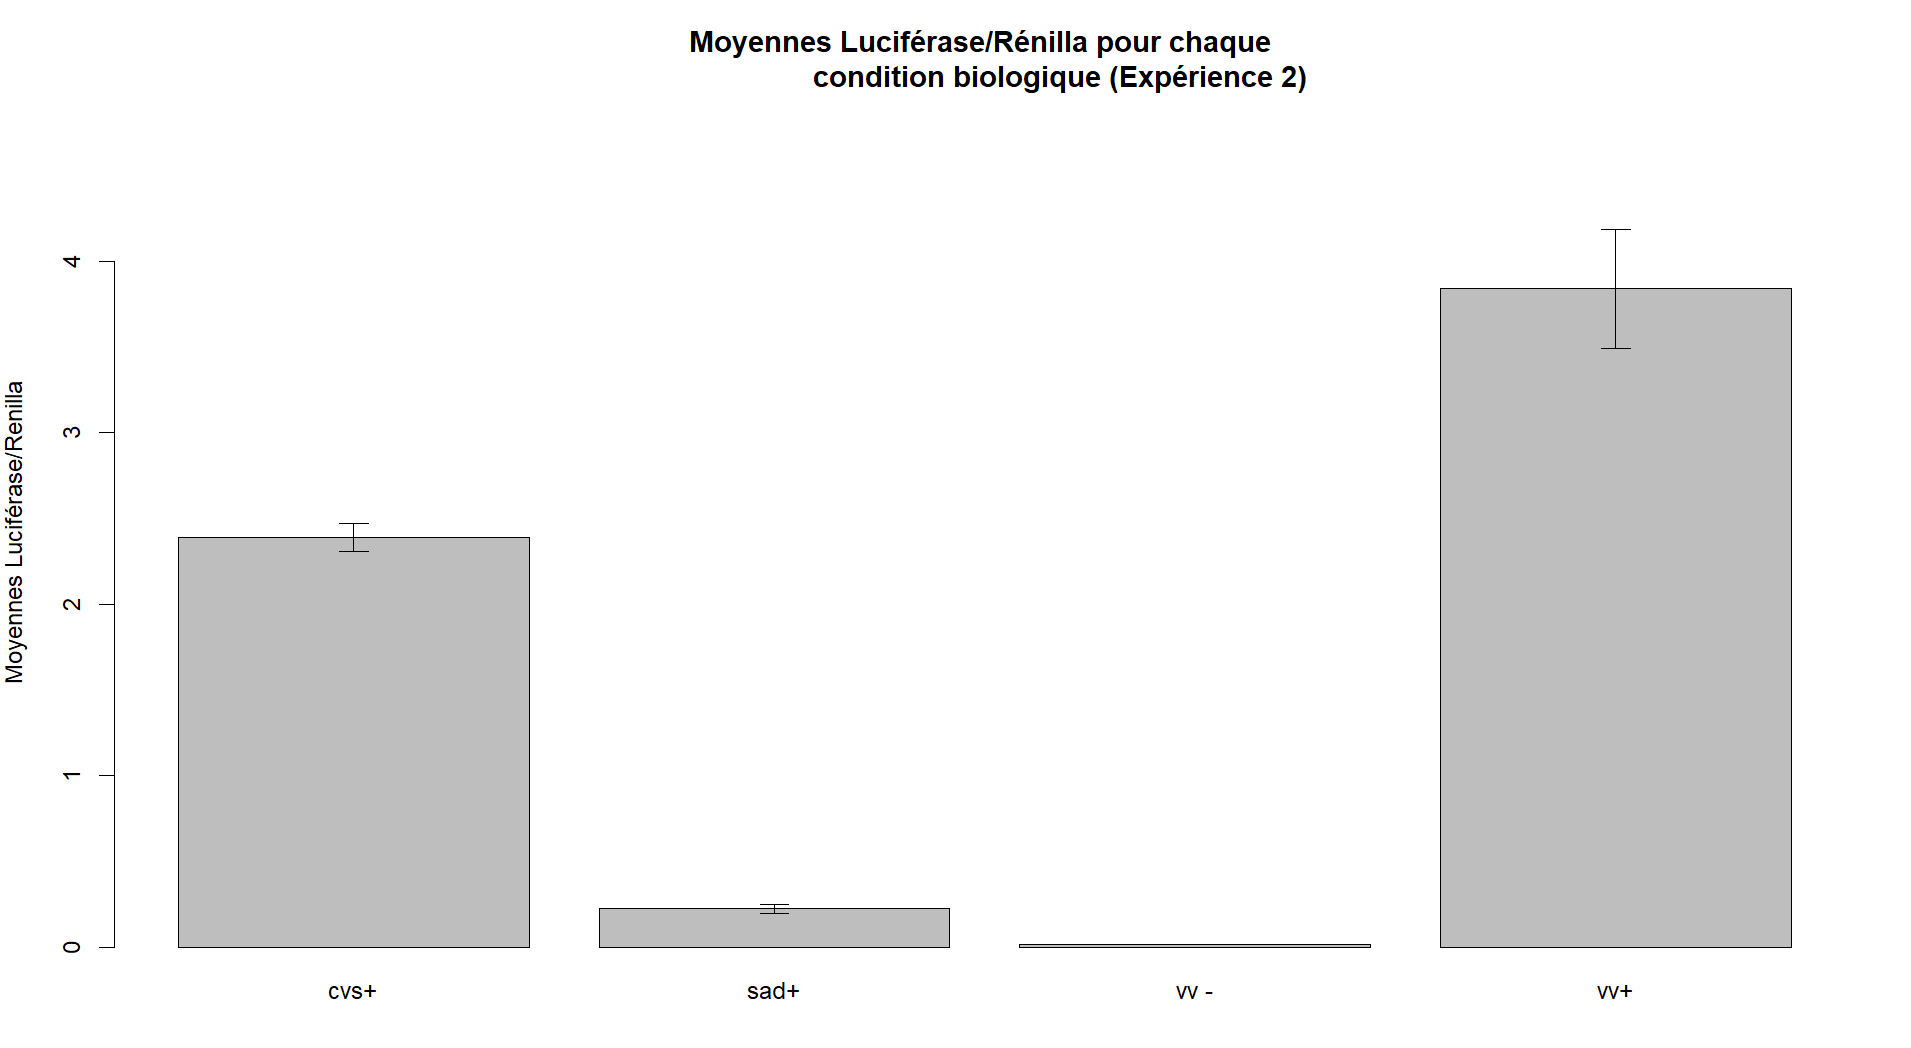 Moyennes Luciférase/Rénilla pour chaque
condition biologique (Expérience 2)
Moyennes Luciférase/Renilla
4
3
2
1
0
cvs+
sad+
vv -
vv+